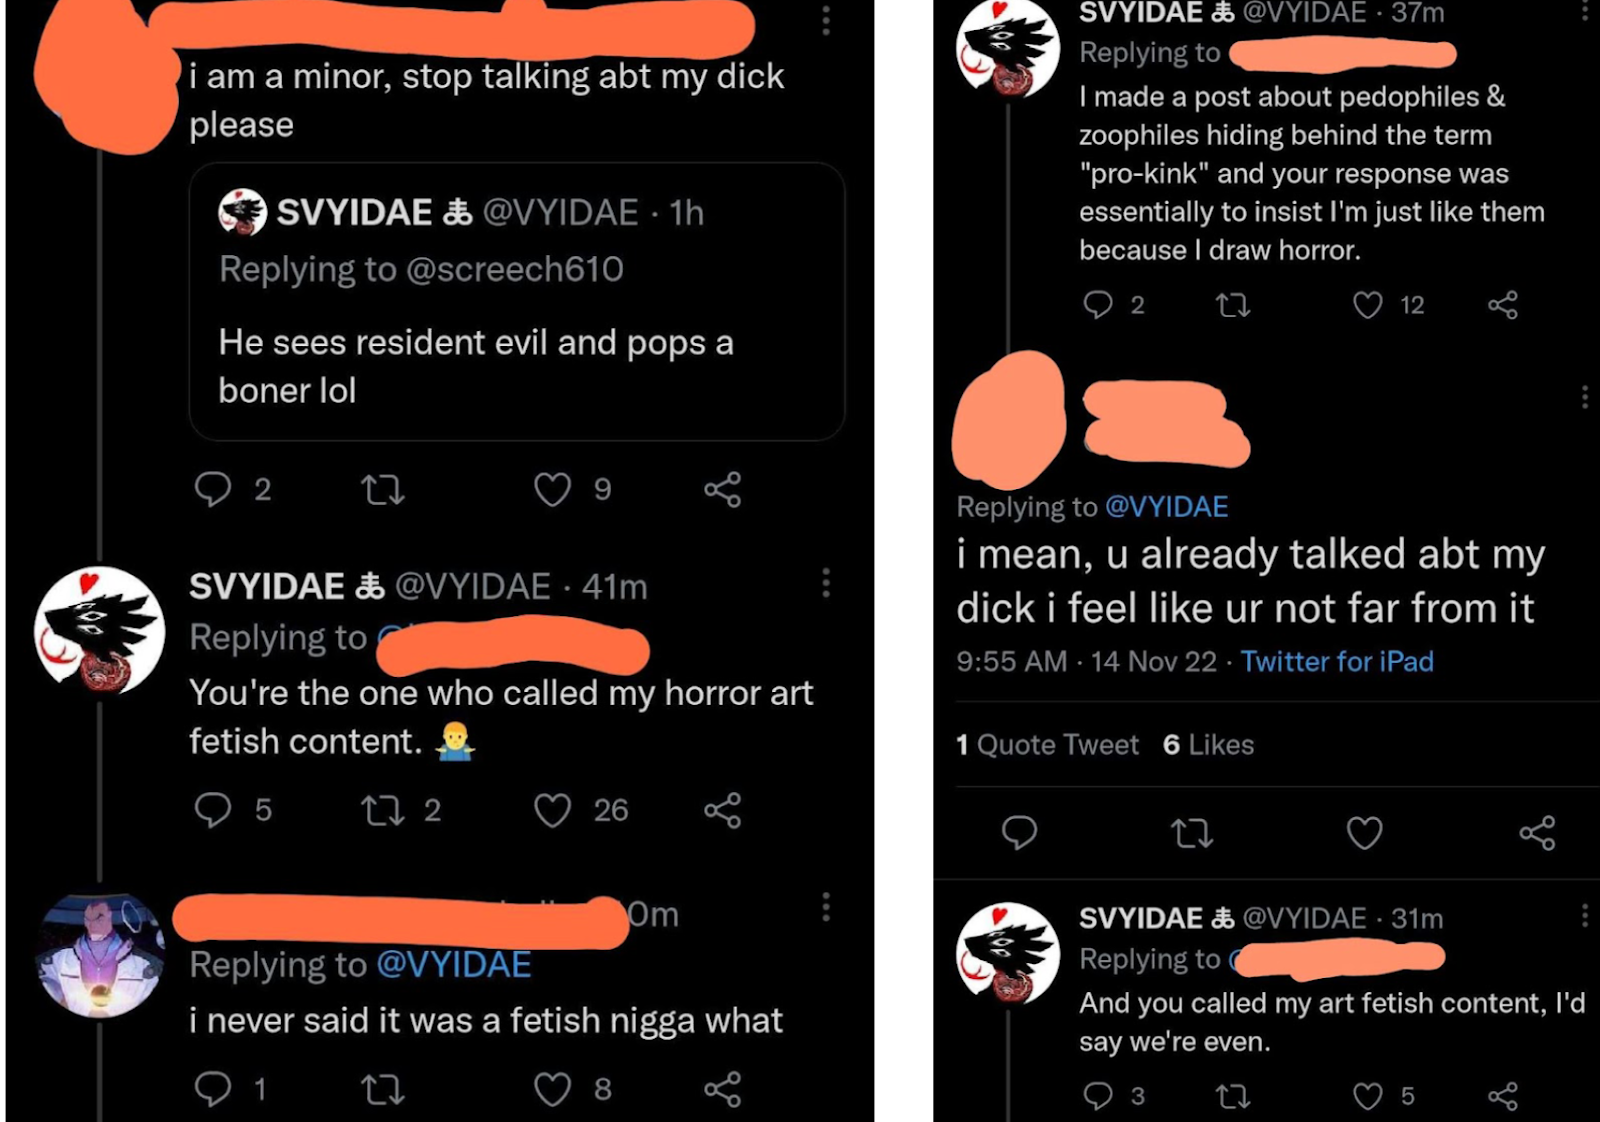 i am a minor, stop talking abt my dick
please
SVYIDAE @VYIDAE · 1h
Replying to @screech610
He sees resident evil and pops a
boner lol
2 9
SVYIDAE @VYIDAE · 41m
Replying to
You're the one who called my horror art
fetish content. 🤷‍♂️
5 2 26
0m
Replying to @VYIDAE
i never said it was a fetish nigga what
1 8
SVYIDAE @VYIDAE · 37m
Replying to
I made a post about pedophiles &
zoophiles hiding behind the term
"pro-kink" and your response was
essentially to insist I'm just like them
because I draw horror.
2 12
Replying to @VYIDAE
i mean, u already talked abt my
dick i feel like ur not far from it
9:55 AM · 14 Nov 22 · Twitter for iPad
1 Quote Tweet 6 Likes
SVYIDAE @VYIDAE · 31m
Replying to
And you called my art fetish content, I'd
say we're even.
3 5